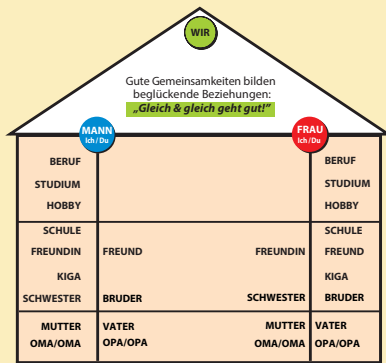 WIR
Gute Gemeinsamkeiten bilden
beglückende Beziehungen:
„Gleich & gleich geht gut!"
MANN
Ich/Du
FRAU
Ich/Du
BERUF BERUF
STUDIUM STUDIUM
HOBBY HOBBY
SCHULE SCHULE
FREUNDIN FREUND FREUNDIN FREUND
KIGA KIGA
SCHWESTER BRUDER SCHWESTER BRUDER
MUTTER VATER MUTTER VATER
OMA/OMA OPA/OPA OMA/OMA OPA/OPA